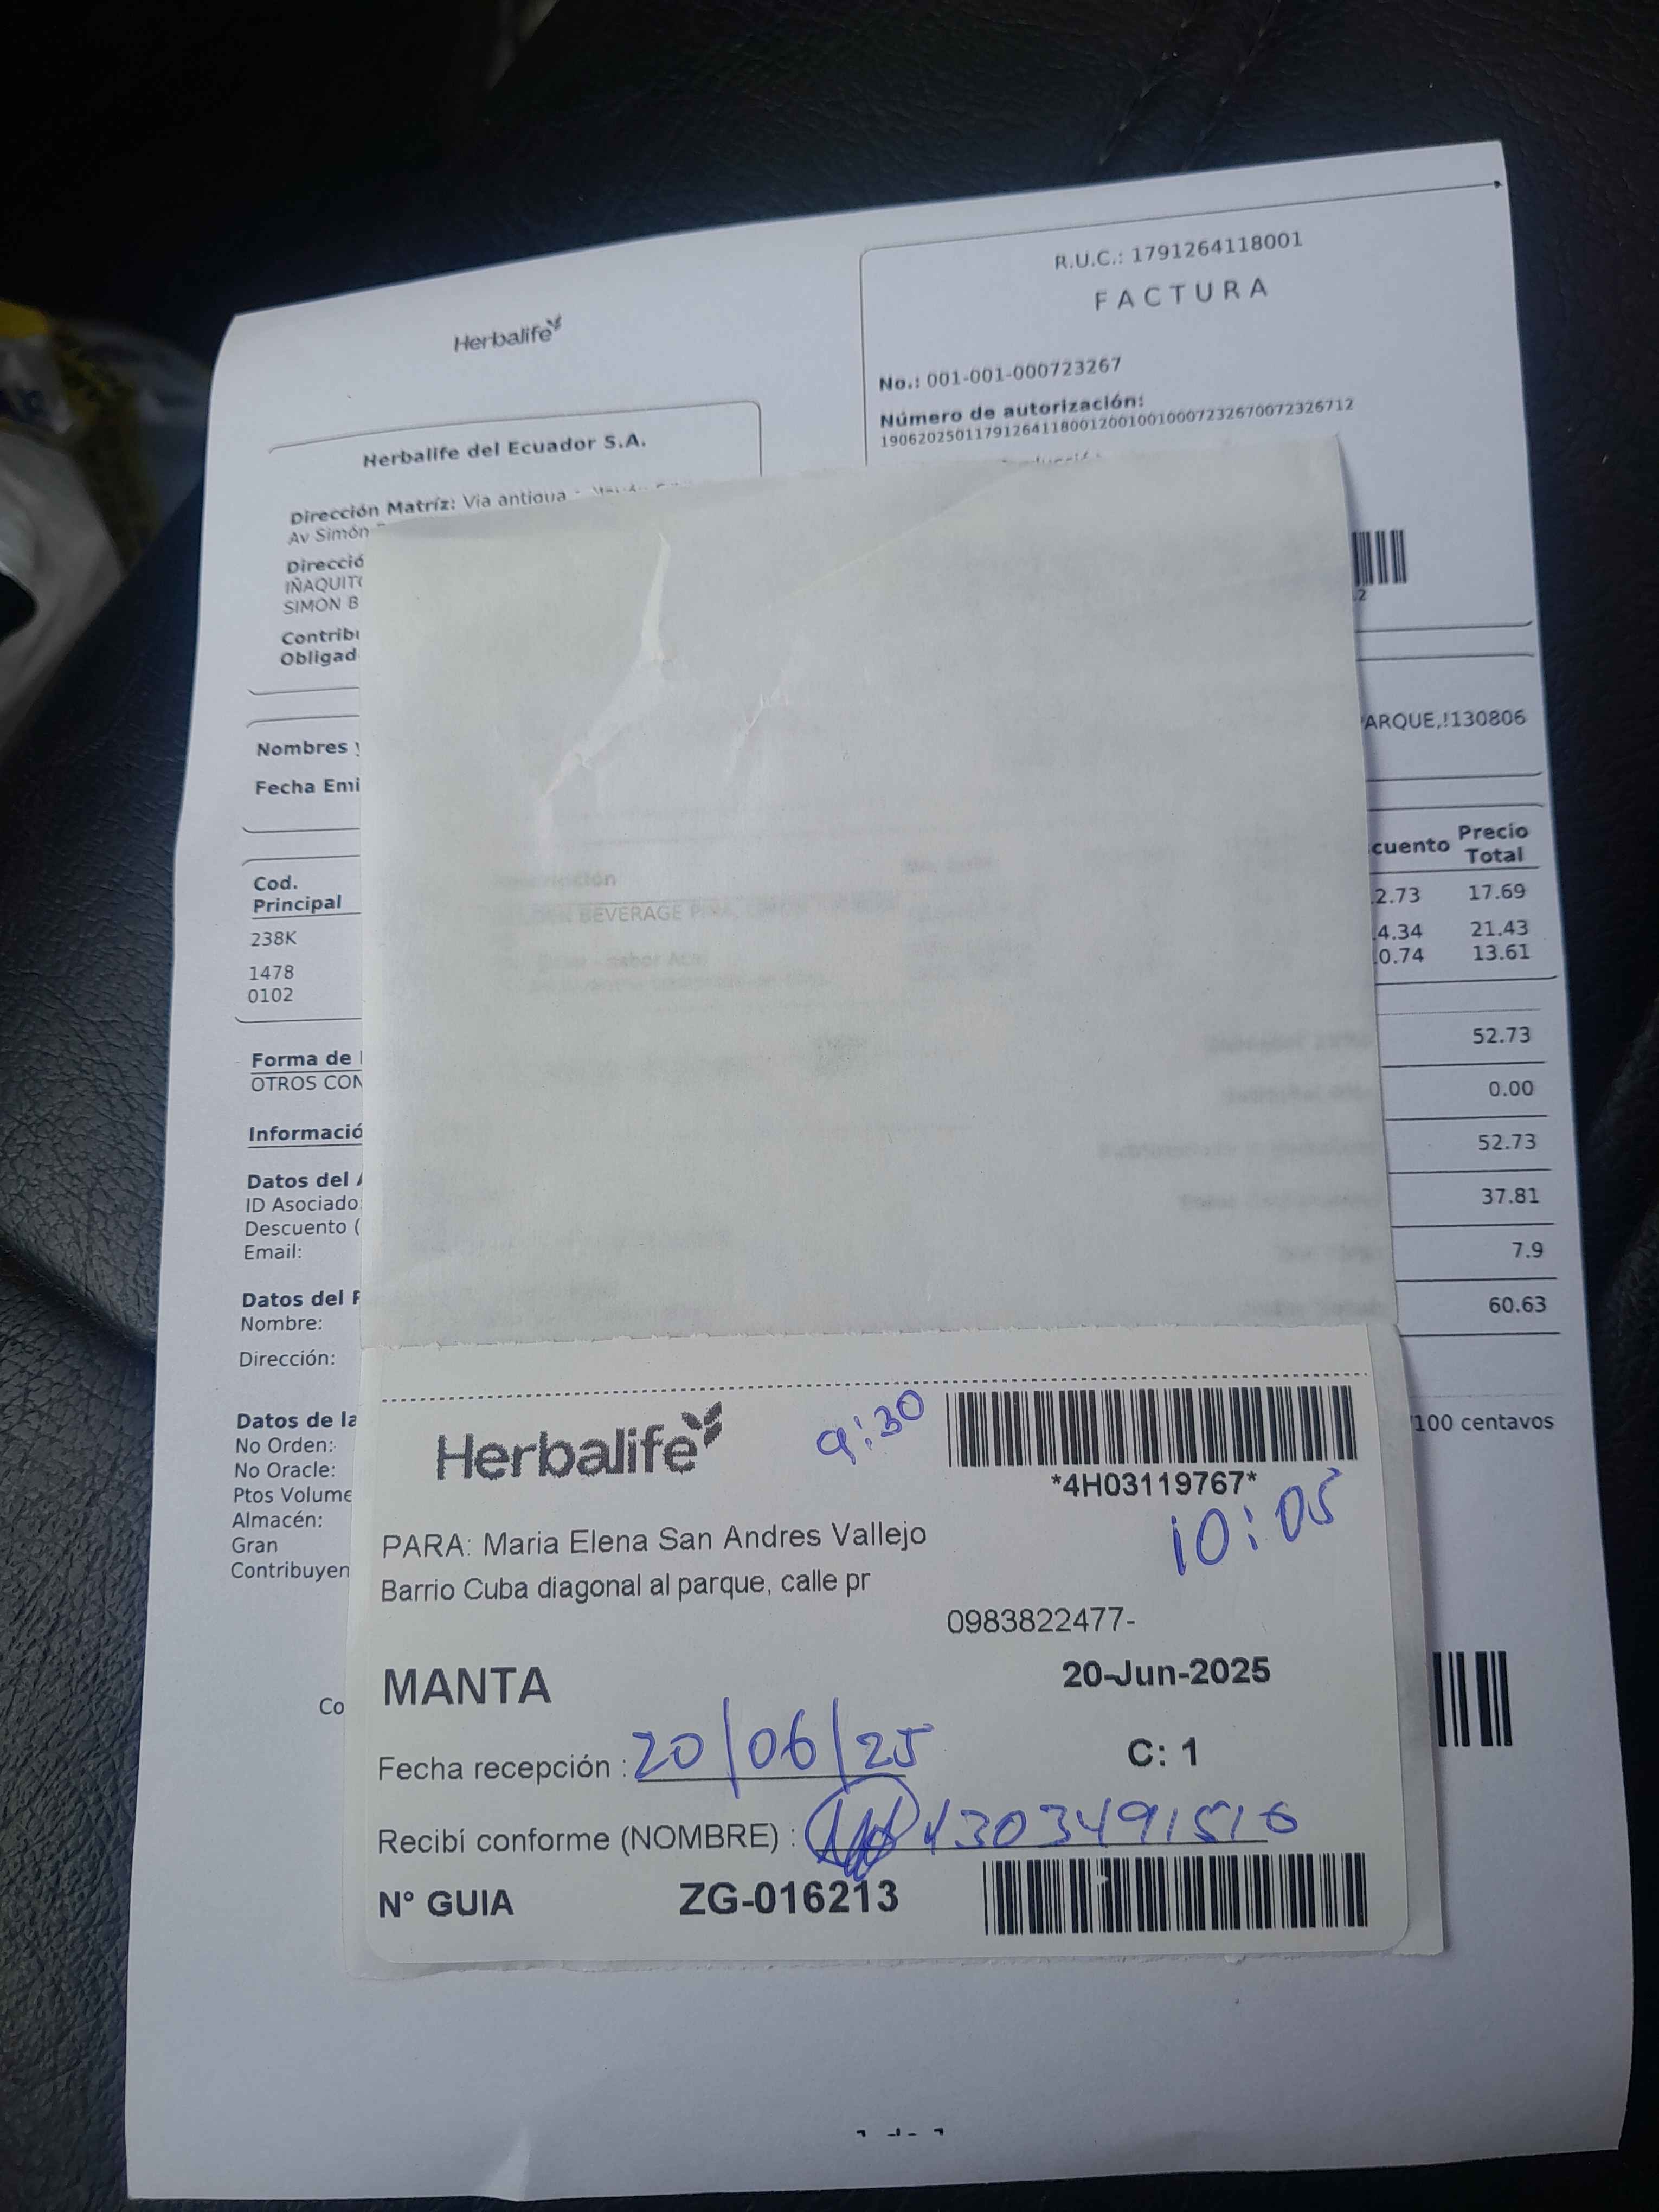 Herbalife
R.U.C.: 1791264118001
FACTURA
No.: 001-001-000723267
Número de autorización:
1906202501179126411800120010010007232670072326712
Herbalife del Ecuador S.A.
Dirección Matríz: Via antigua
Av Simón
Direcció
IÑAQUITO
SIMON B
Contrib
Obligad
Nombres y
ARQUE,!130806
Fecha Emi
Cod. Principal
cuento
Precio Total
238K
2.73 17.69
1478
4.34 21.43
0102
0.74 13.61
BEVERAGE
Forma de
OTROS CON
52.73
0.00
Informació
52.73
Datos del
37.81
ID Asociado
Descuento (
7.9
Email:
60.63
Datos del
Nombre:
Dirección:
Datos de la
100 centavos
No Orden:
No Oracle:
Ptos Volume
Almacén:
Gran
Contribuyen
Co
Herbalife
9:30
*4H03119767*
10:05
PARA: Maria Elena San Andres Vallejo
Barrio Cuba diagonal al parque, calle pr
0983822477-
MANTA
20-Jun-2025
Fecha recepción : 20/06/25
C: 1
Recibí conforme (NOMBRE) :
N° GUIA ZG-016213